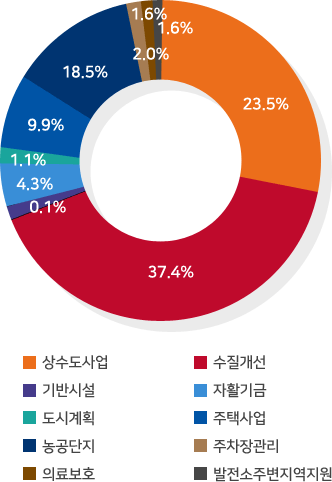 1.6%
1.6%
2.0%
18.5%
23.5%
9.9%
1.1%
4.3%
0.1%
37.4%
상수도사업 수질개선
기반시설 자활기금
도시계획 주택사업
농공단지 주차장관리
의료보호 발전소주변지역지원